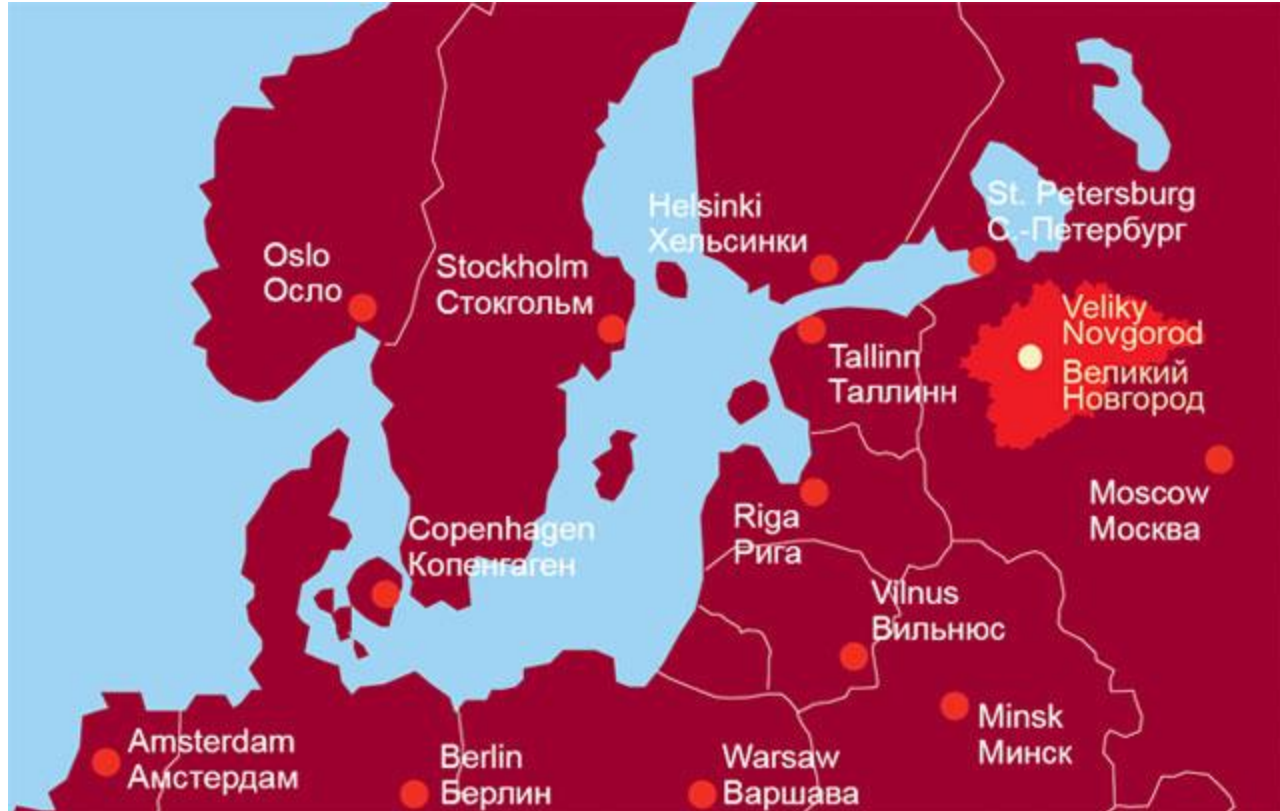 Helsinki
Хельсинки
St. Petersburg
С.-Петербург
Oslo
Осло
Stockholm
Стокгольм
Veliky
Novgorod
Великий
Новгород
Tallinn
Таллинн
Moscow
Москва
Riga
Рига
Copenhagen
Копенгаген
Vilnus
Вильнюс
Minsk
Минск
Amsterdam
Амстердам
Berlin
Берлин
Warsaw
Варшава